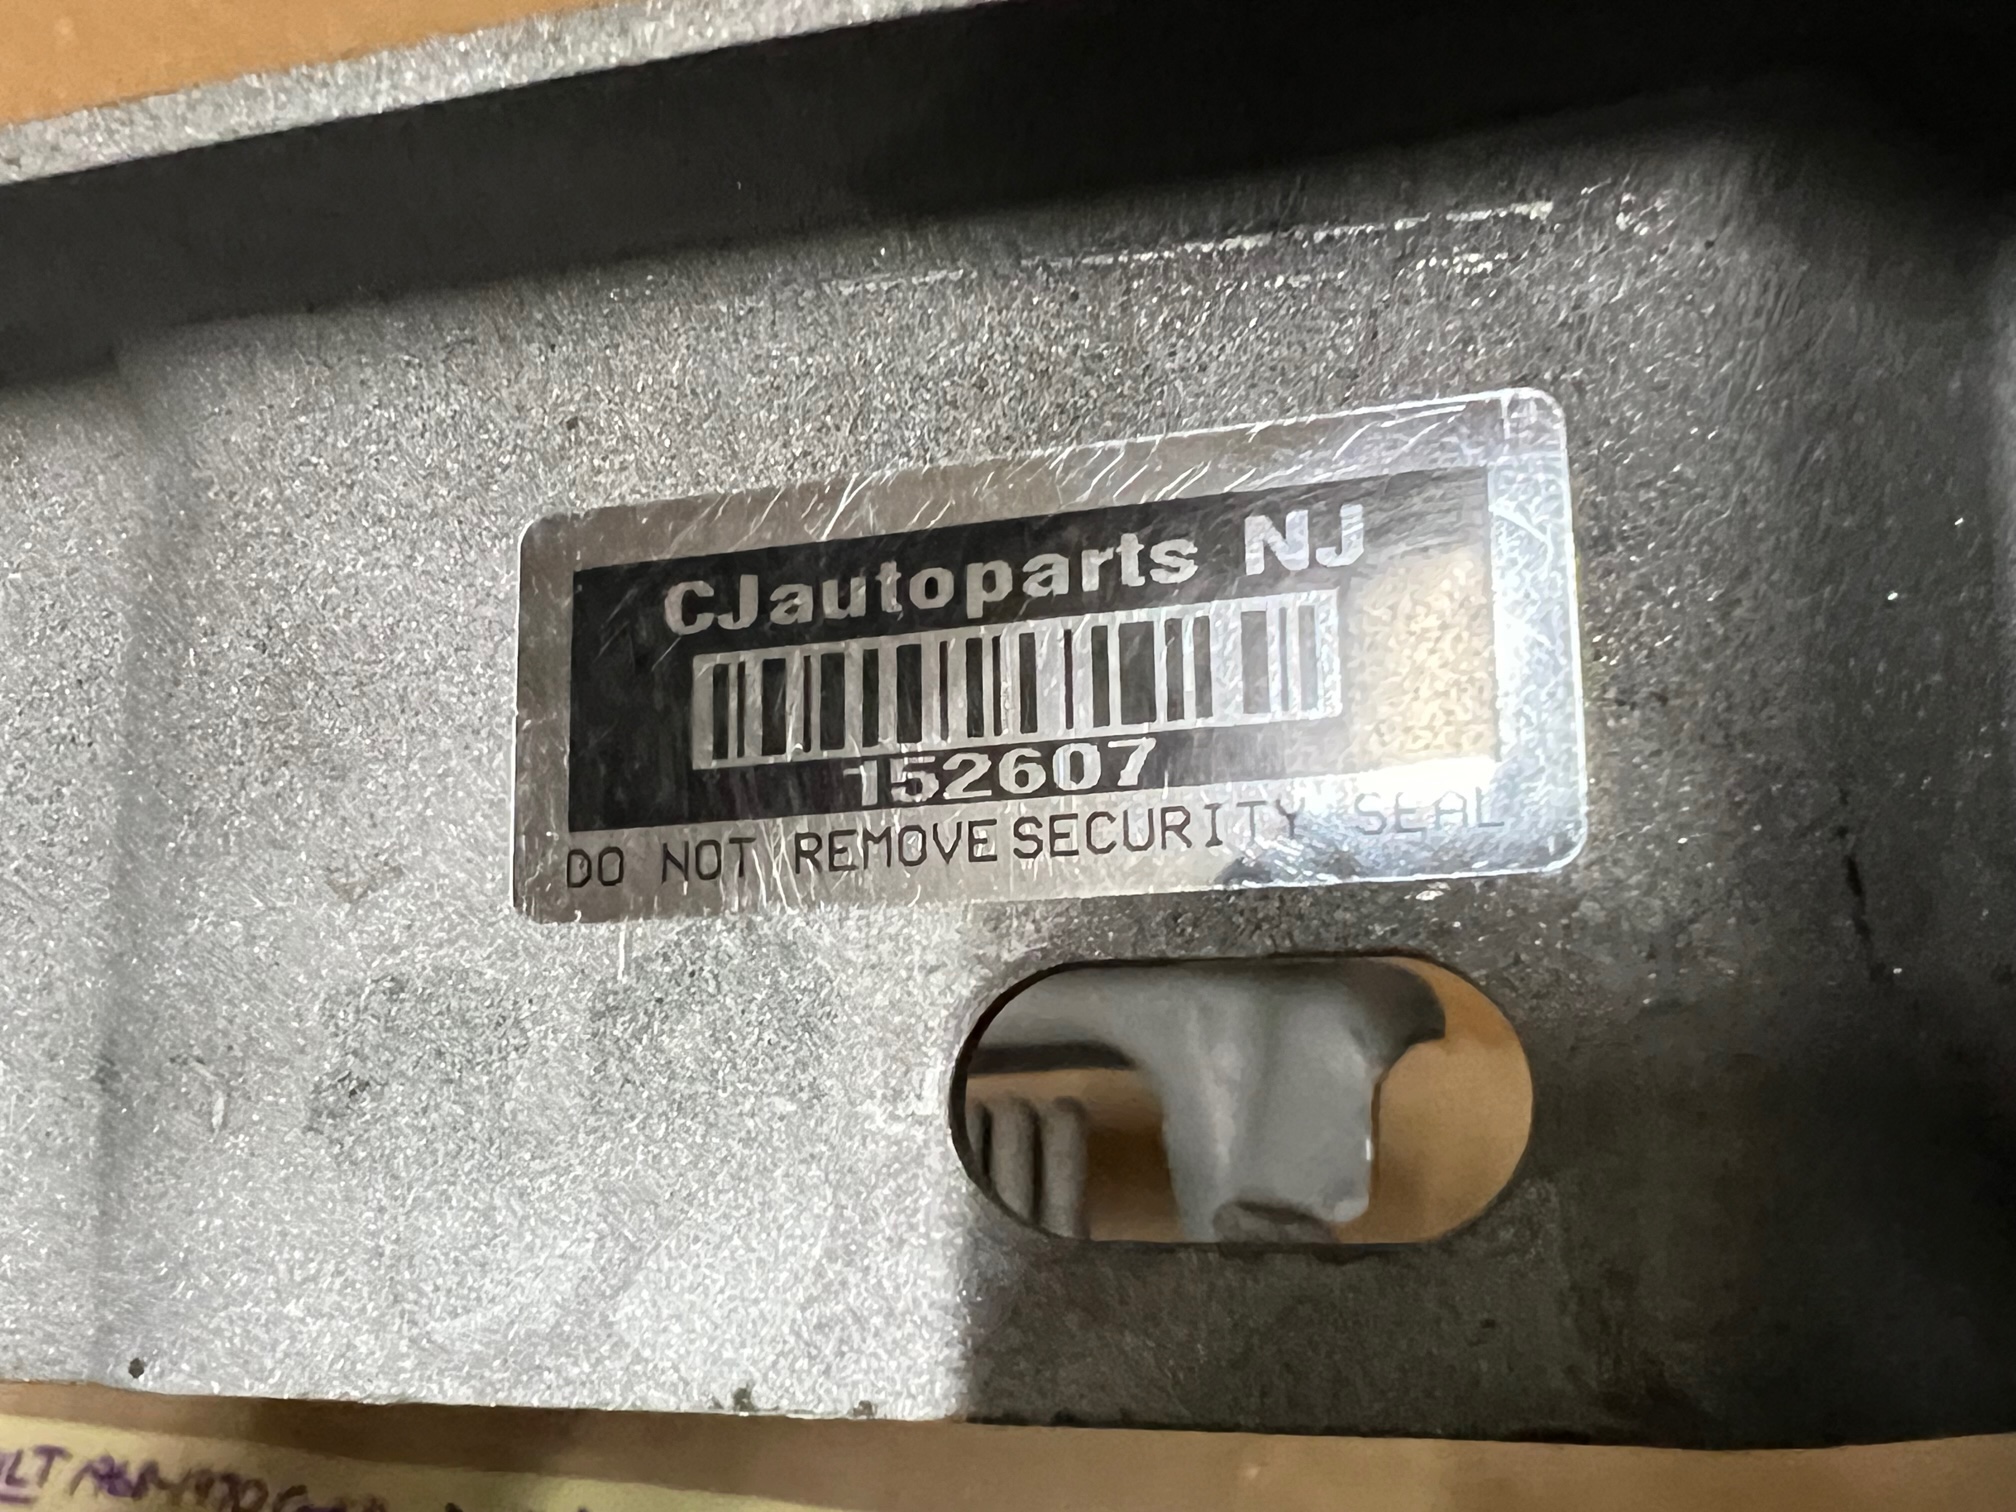 CJautoparts NJ
152607
DO NOT REMOVE SECURITY SEAL